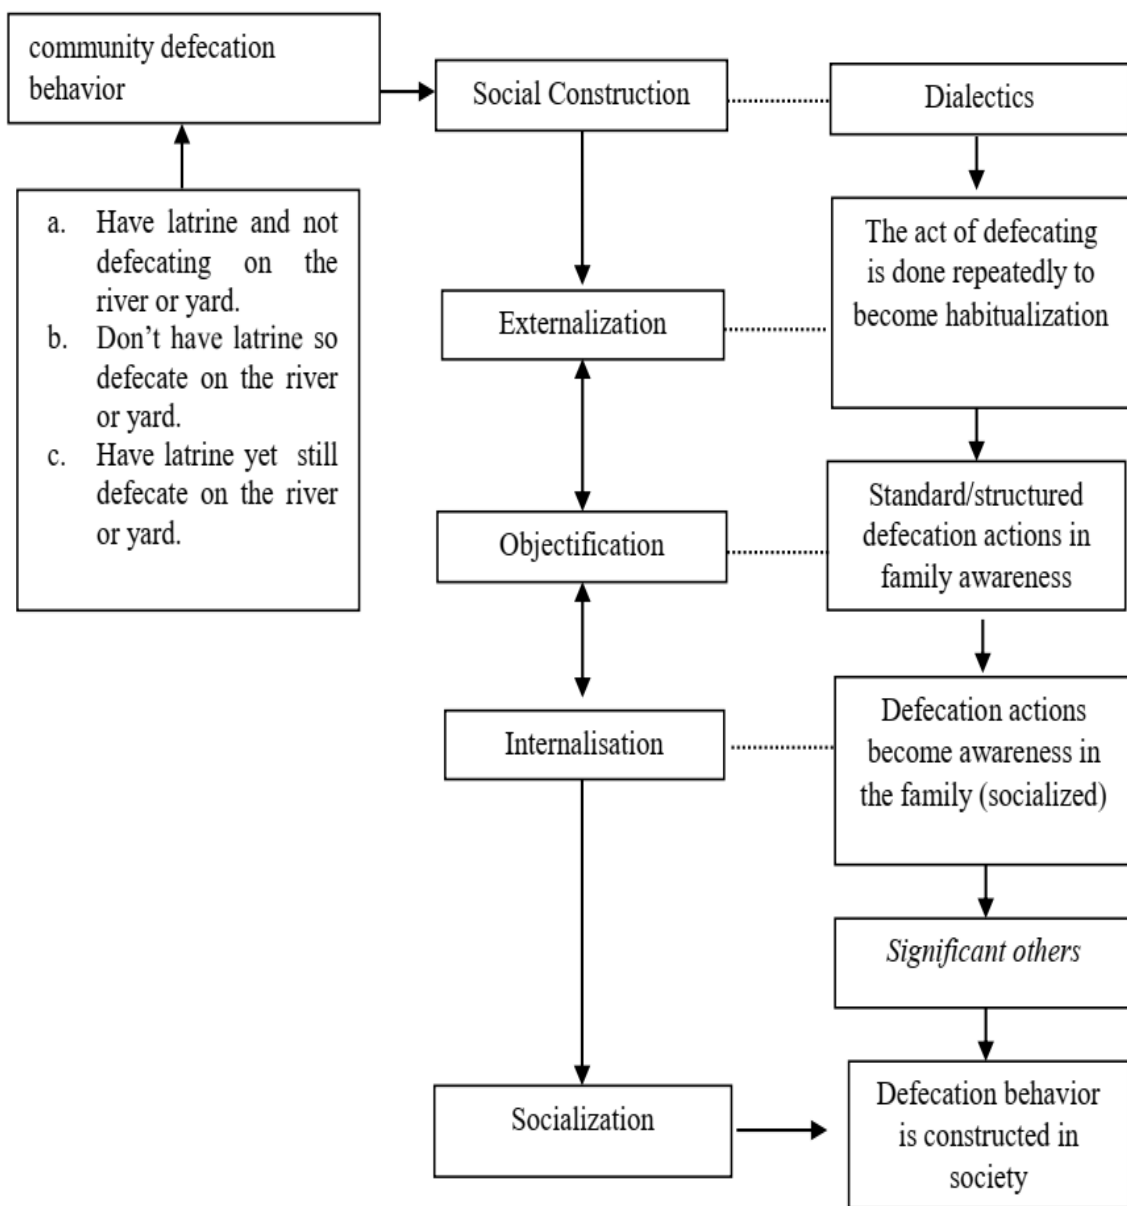 community defecation
behavior
a. Have latrine and not
defecating on the
river or yard.
b. Don't have latrine so
defecate on the river
or yard.
c. Have latrine yet still
defecate on the river
or yard.
Social Construction
Externalization
Objectification
Internalisation
Socialization
Dialectics
The act of defecating
is done repeatedly to
become habitualization
Standard/structured
defecation actions in
family awareness
Defecation actions
become awareness in
the family (socialized)
Significant others
Defecation behavior
is constructed in
society